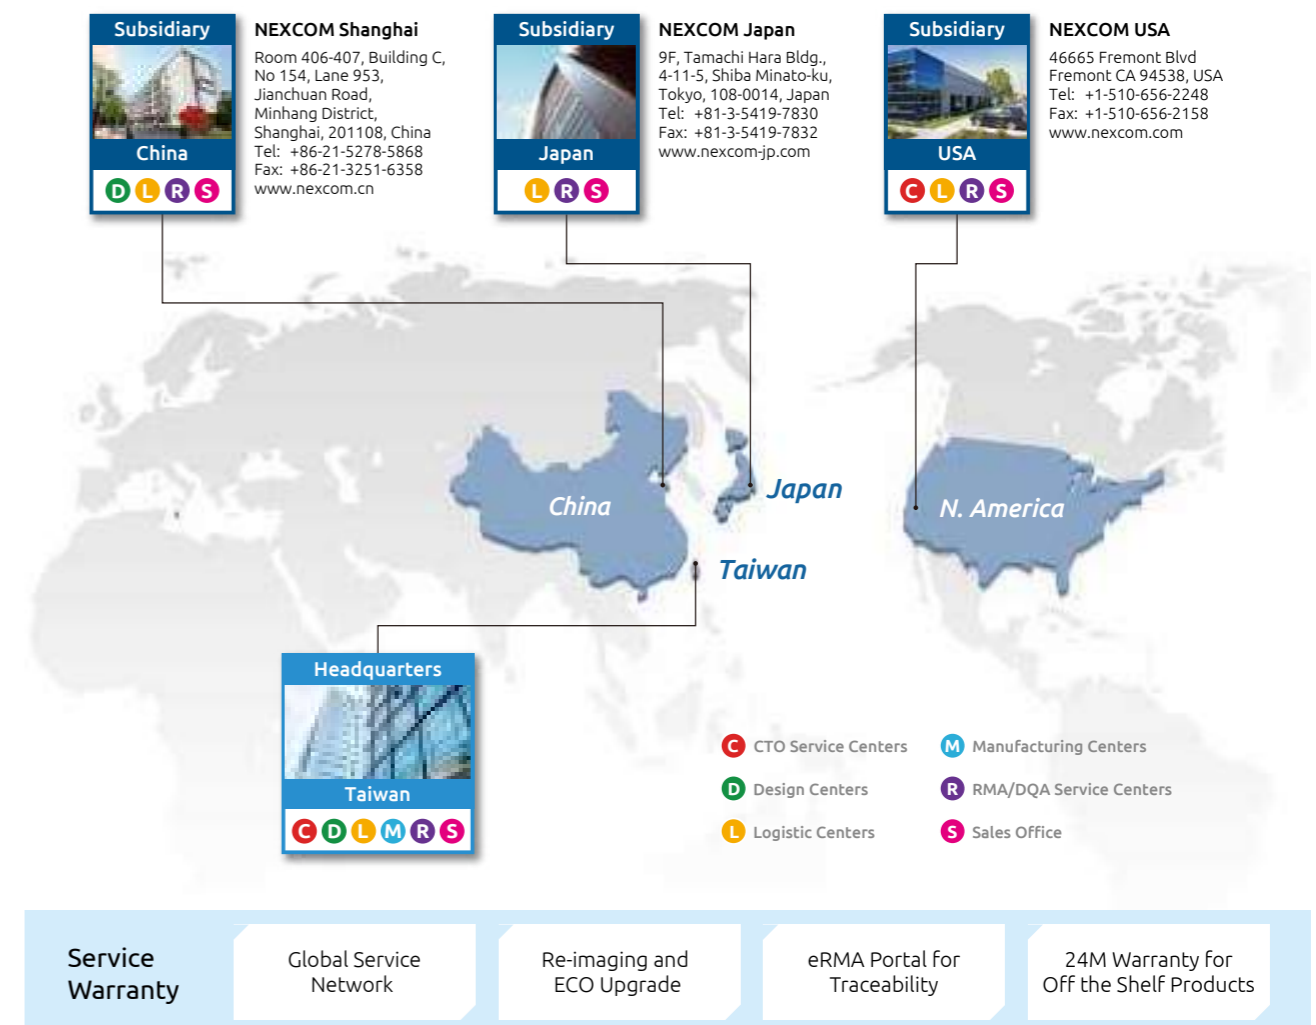 Subsidiary
China
D L R S
NEXCOM Shanghai
Room 406-407, Building C,
No 154, Lane 953,
Jianchuan Road,
Minhang District,
Shanghai, 201108, China
Tel: +86-21-5278-5868
Fax: +86-21-3251-6358
www.nexcom.cn
Subsidiary
Japan
L R S
NEXCOM Japan
9F, Tamachi Hara Bldg.,
4-11-5, Shiba Minato-ku,
Tokyo, 108-0014, Japan
Tel: +81-3-5419-7830
Fax: +81-3-5419-7832
www.nexcom-jp.com
Subsidiary
USA
C L R S
NEXCOM USA
46665 Fremont Blvd
Fremont CA 94538, USA
Tel: +1-510-656-2248
Fax: +1-510-656-2158
www.nexcom.com
China
Japan
N. America
Taiwan
Headquarters
Taiwan
C D L M R S
C CTO Service Centers
D Design Centers
L Logistic Centers
M Manufacturing Centers
R RMA/DQA Service Centers
S Sales Office
Service
Warranty
Global Service
Network
Re-imaging and
ECO Upgrade
eRMA Portal for
Traceability
24M Warranty for
Off the Shelf Products